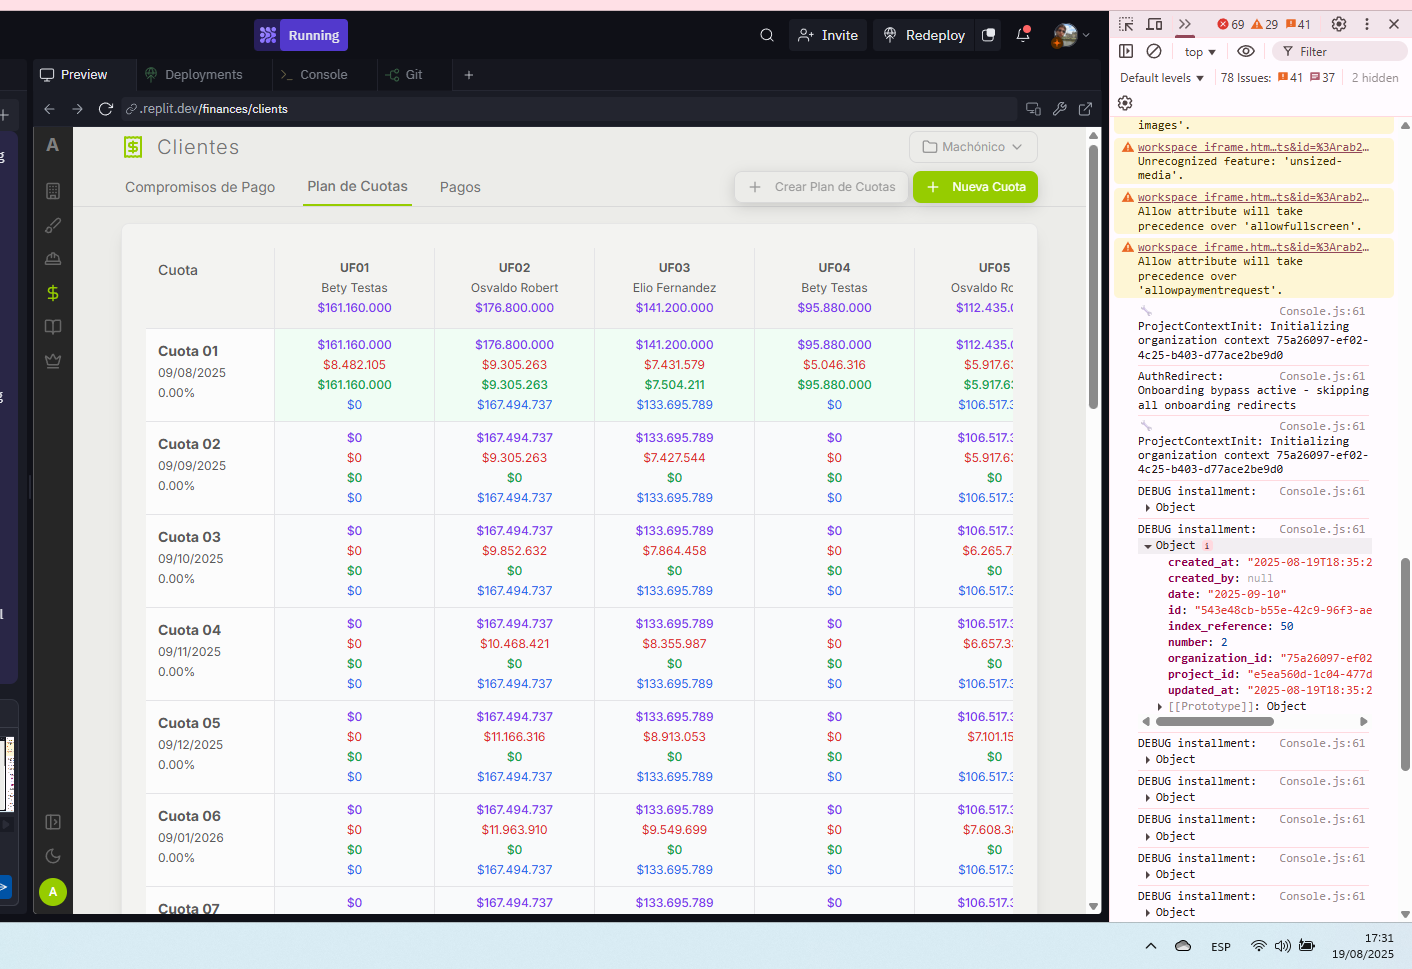 Running
Invite
Redeploy
Preview
Deployments
Console
Git
.replit.dev/finances/clients
A
Clientes
Machónico
Compromisos de Pago
Plan de Cuotas
Pagos
Crear Plan de Cuotas
Nueva Cuota
Cuota
UF01
Bety Testas
$161.160.000
UF02
Osvaldo Robert
$176.800.000
UF03
Elio Fernandez
$141.200.000
UF04
Bety Testas
$95.880.000
UF05
Osvaldo Ro
$112.435.0
Cuota 01
09/08/2025
0.00%
$161.160.000
$8.482.105
$161.160.000
$0
$176.800.000
$9.305.263
$9.305.263
$167.494.737
$141.200.000
$7.431.579
$7.504.211
$133.695.789
$95.880.000
$5.046.316
$95.880.000
$0
$112.435.0
$5.917.63
$5.917.63
$106.517.3
Cuota 02
09/09/2025
0.00%
$0
$0
$0
$0
$167.494.737
$9.305.263
$0
$167.494.737
$133.695.789
$7.427.544
$0
$133.695.789
$0
$0
$0
$0
$106.517.3
$5.917.63
$0
$106.517.3
Cuota 03
09/10/2025
0.00%
$0
$0
$0
$0
$167.494.737
$9.852.632
$0
$167.494.737
$133.695.789
$7.864.458
$0
$133.695.789
$0
$0
$0
$0
$106.517.3
$6.265.7
$0
$106.517.3
Cuota 04
09/11/2025
0.00%
$0
$0
$0
$0
$167.494.737
$10.468.421
$0
$167.494.737
$133.695.789
$8.355.987
$0
$133.695.789
$0
$0
$0
$0
$106.517.3
$6.657.33
$0
$106.517.3
Cuota 05
09/12/2025
0.00%
$0
$0
$0
$0
$167.494.737
$11.166.316
$0
$167.494.737
$133.695.789
$8.913.053
$0
$133.695.789
$0
$0
$0
$0
$106.517.3
$7.101.15
$0
$106.517.3
Cuota 06
09/01/2026
0.00%
$0
$0
$0
$0
$167.494.737
$11.963.910
$0
$167.494.737
$133.695.789
$9.549.699
$0
$133.695.789
$0
$0
$0
$0
$106.517.3
$7.608.38
$0
$106.517.3
Cuota 07
$0
$167.494.737
$133.695.789
$0
$106.517.3
A
69 29 41
top
Filter
Default levels
78 Issues: 41 37
2 hidden
images'.
workspace_iframe.htm…ts&id=%3Arab2…
Unrecognized feature: 'unsized-
media'.
workspace_iframe.htm…ts&id=%3Arab2…
Allow attribute will take
precedence over 'allowfullscreen'.
workspace_iframe.htm…ts&id=%3Arab2…
Allow attribute will take
precedence over
'allowpaymentrequest'.
Console.js:61
ProjectContextInit: Initializing
organization context 75a26097-ef02-
4c25-b403-d77ace2be9d0
AuthRedirect: Console.js:61
Onboarding bypass active - skipping
all onboarding redirects
Console.js:61
ProjectContextInit: Initializing
organization context 75a26097-ef02-
4c25-b403-d77ace2be9d0
DEBUG installment: Console.js:61
Object
DEBUG installment: Console.js:61
Object i
created_at: "2025-08-19T18:35:2
created_by: null
date: "2025-09-10"
id: "543e48cb-b55e-42c9-96f3-ae
index_reference: 50
number: 2
organization_id: "75a26097-ef02
project_id: "e5ea560d-1c04-477d
updated_at: "2025-08-19T18:35:2
[[Prototype]]: Object
DEBUG installment: Console.js:61
Object
DEBUG installment: Console.js:61
Object
DEBUG installment: Console.js:61
Object
DEBUG installment: Console.js:61
Object
DEBUG installment: Console.js:61
Object
ESP
17:31
19/08/2025